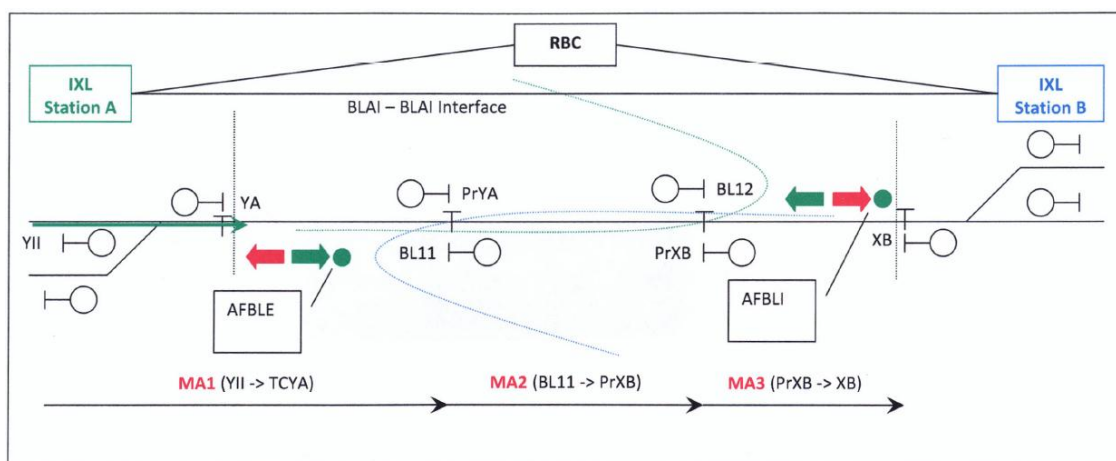 RBC
IXL
Station A
IXL
Station B
BLAI – BLAI Interface
YA
PrYA
BL12
YII
BL11
PrXB
XB
AFBLE
AFBLI
MA1 (YII -> TCYA)
MA2 (BL11 -> PrXB)
MA3 (PrXB -> XB)